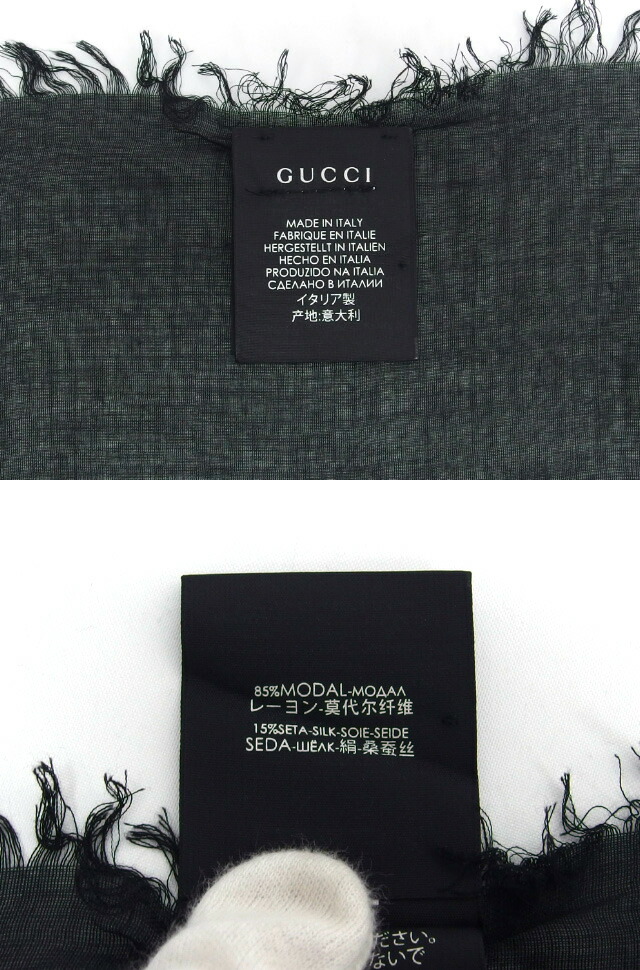 GUCCI
MADE IN ITALY
FABRIQUE EN ITALIE
HERGESTELLT IN ITALIEN
HECHO EN ITALIA
PRODUZIDO NA ITALIA
СДЕЛАНО В ИТАЛИИ
イタリア製
产地:意大利
85%MODAL-МОДАЛ
レーヨン-莫代尔纤维
15%SETA-SILK-SOIE-SEIDE
SEDA-ШЁЛК-絹-桑蚕丝
ださい。
ないで